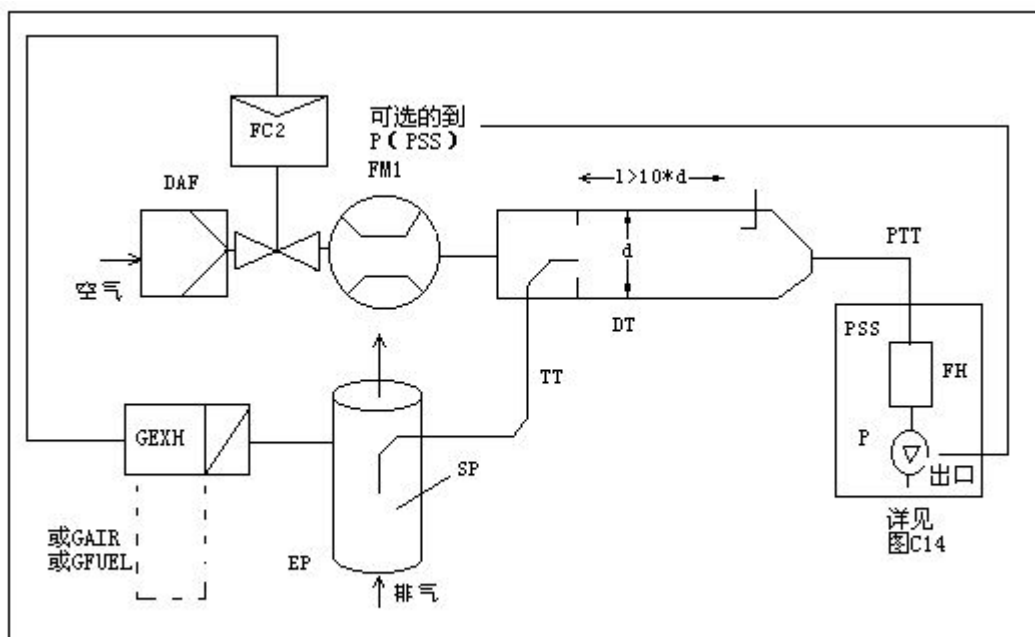 FC2
可选的到
P（PSS）
DAF
FM1
l>10*d
PTT
d
空气
DT
PSS
FH
TT
GEXH
P
SP
出口
或GAIR
或GFUEL
EP
详见
图C14
排气